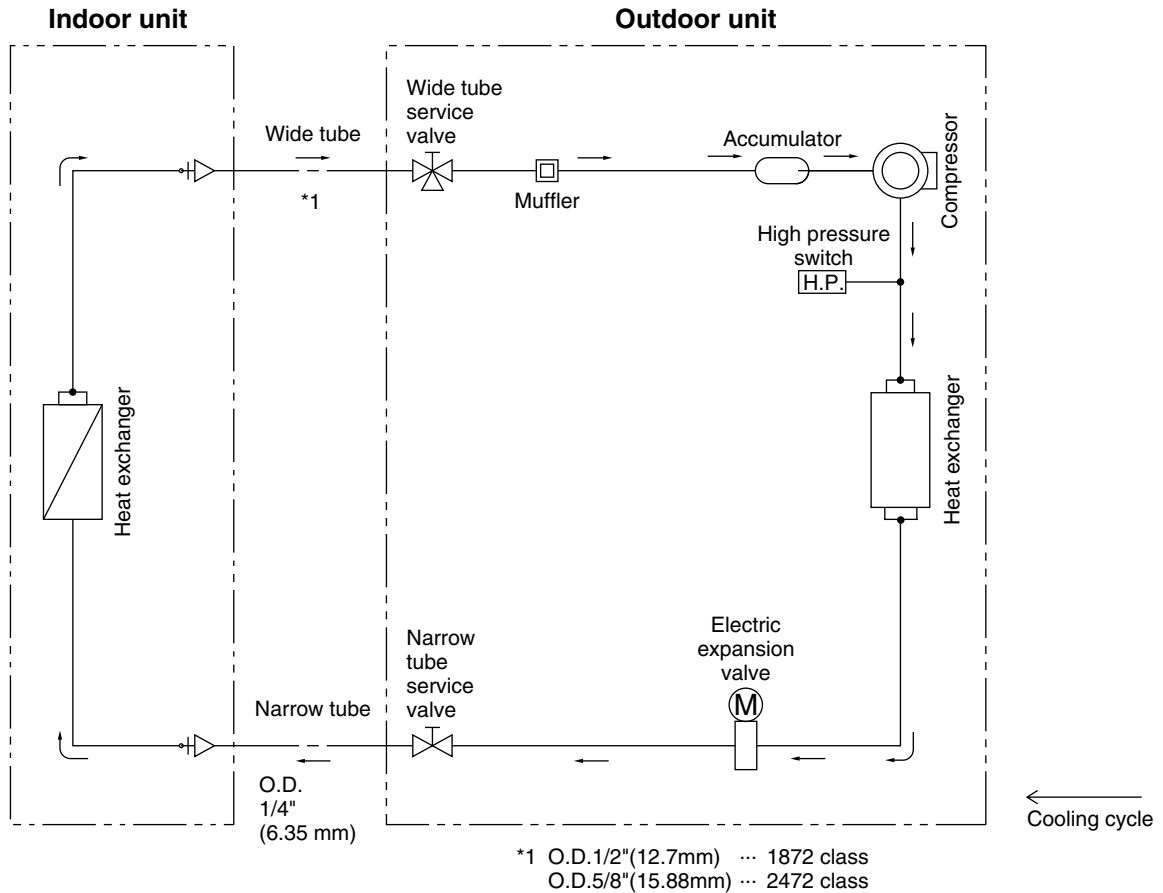 Indoor unit
Outdoor unit
Wide tube
service
valve
Wide tube
*1
Muffler
Accumulator
Compressor
High pressure
switch
H.P.
Heat exchanger
Heat exchanger
Electric
expansion
valve
M
Narrow
tube
service
valve
Narrow tube
O.D.
1/4"
(6.35 mm)
Cooling cycle
*1 O.D.1/2"(12.7mm) ··· 1872 class
O.D.5/8"(15.88mm) ··· 2472 class